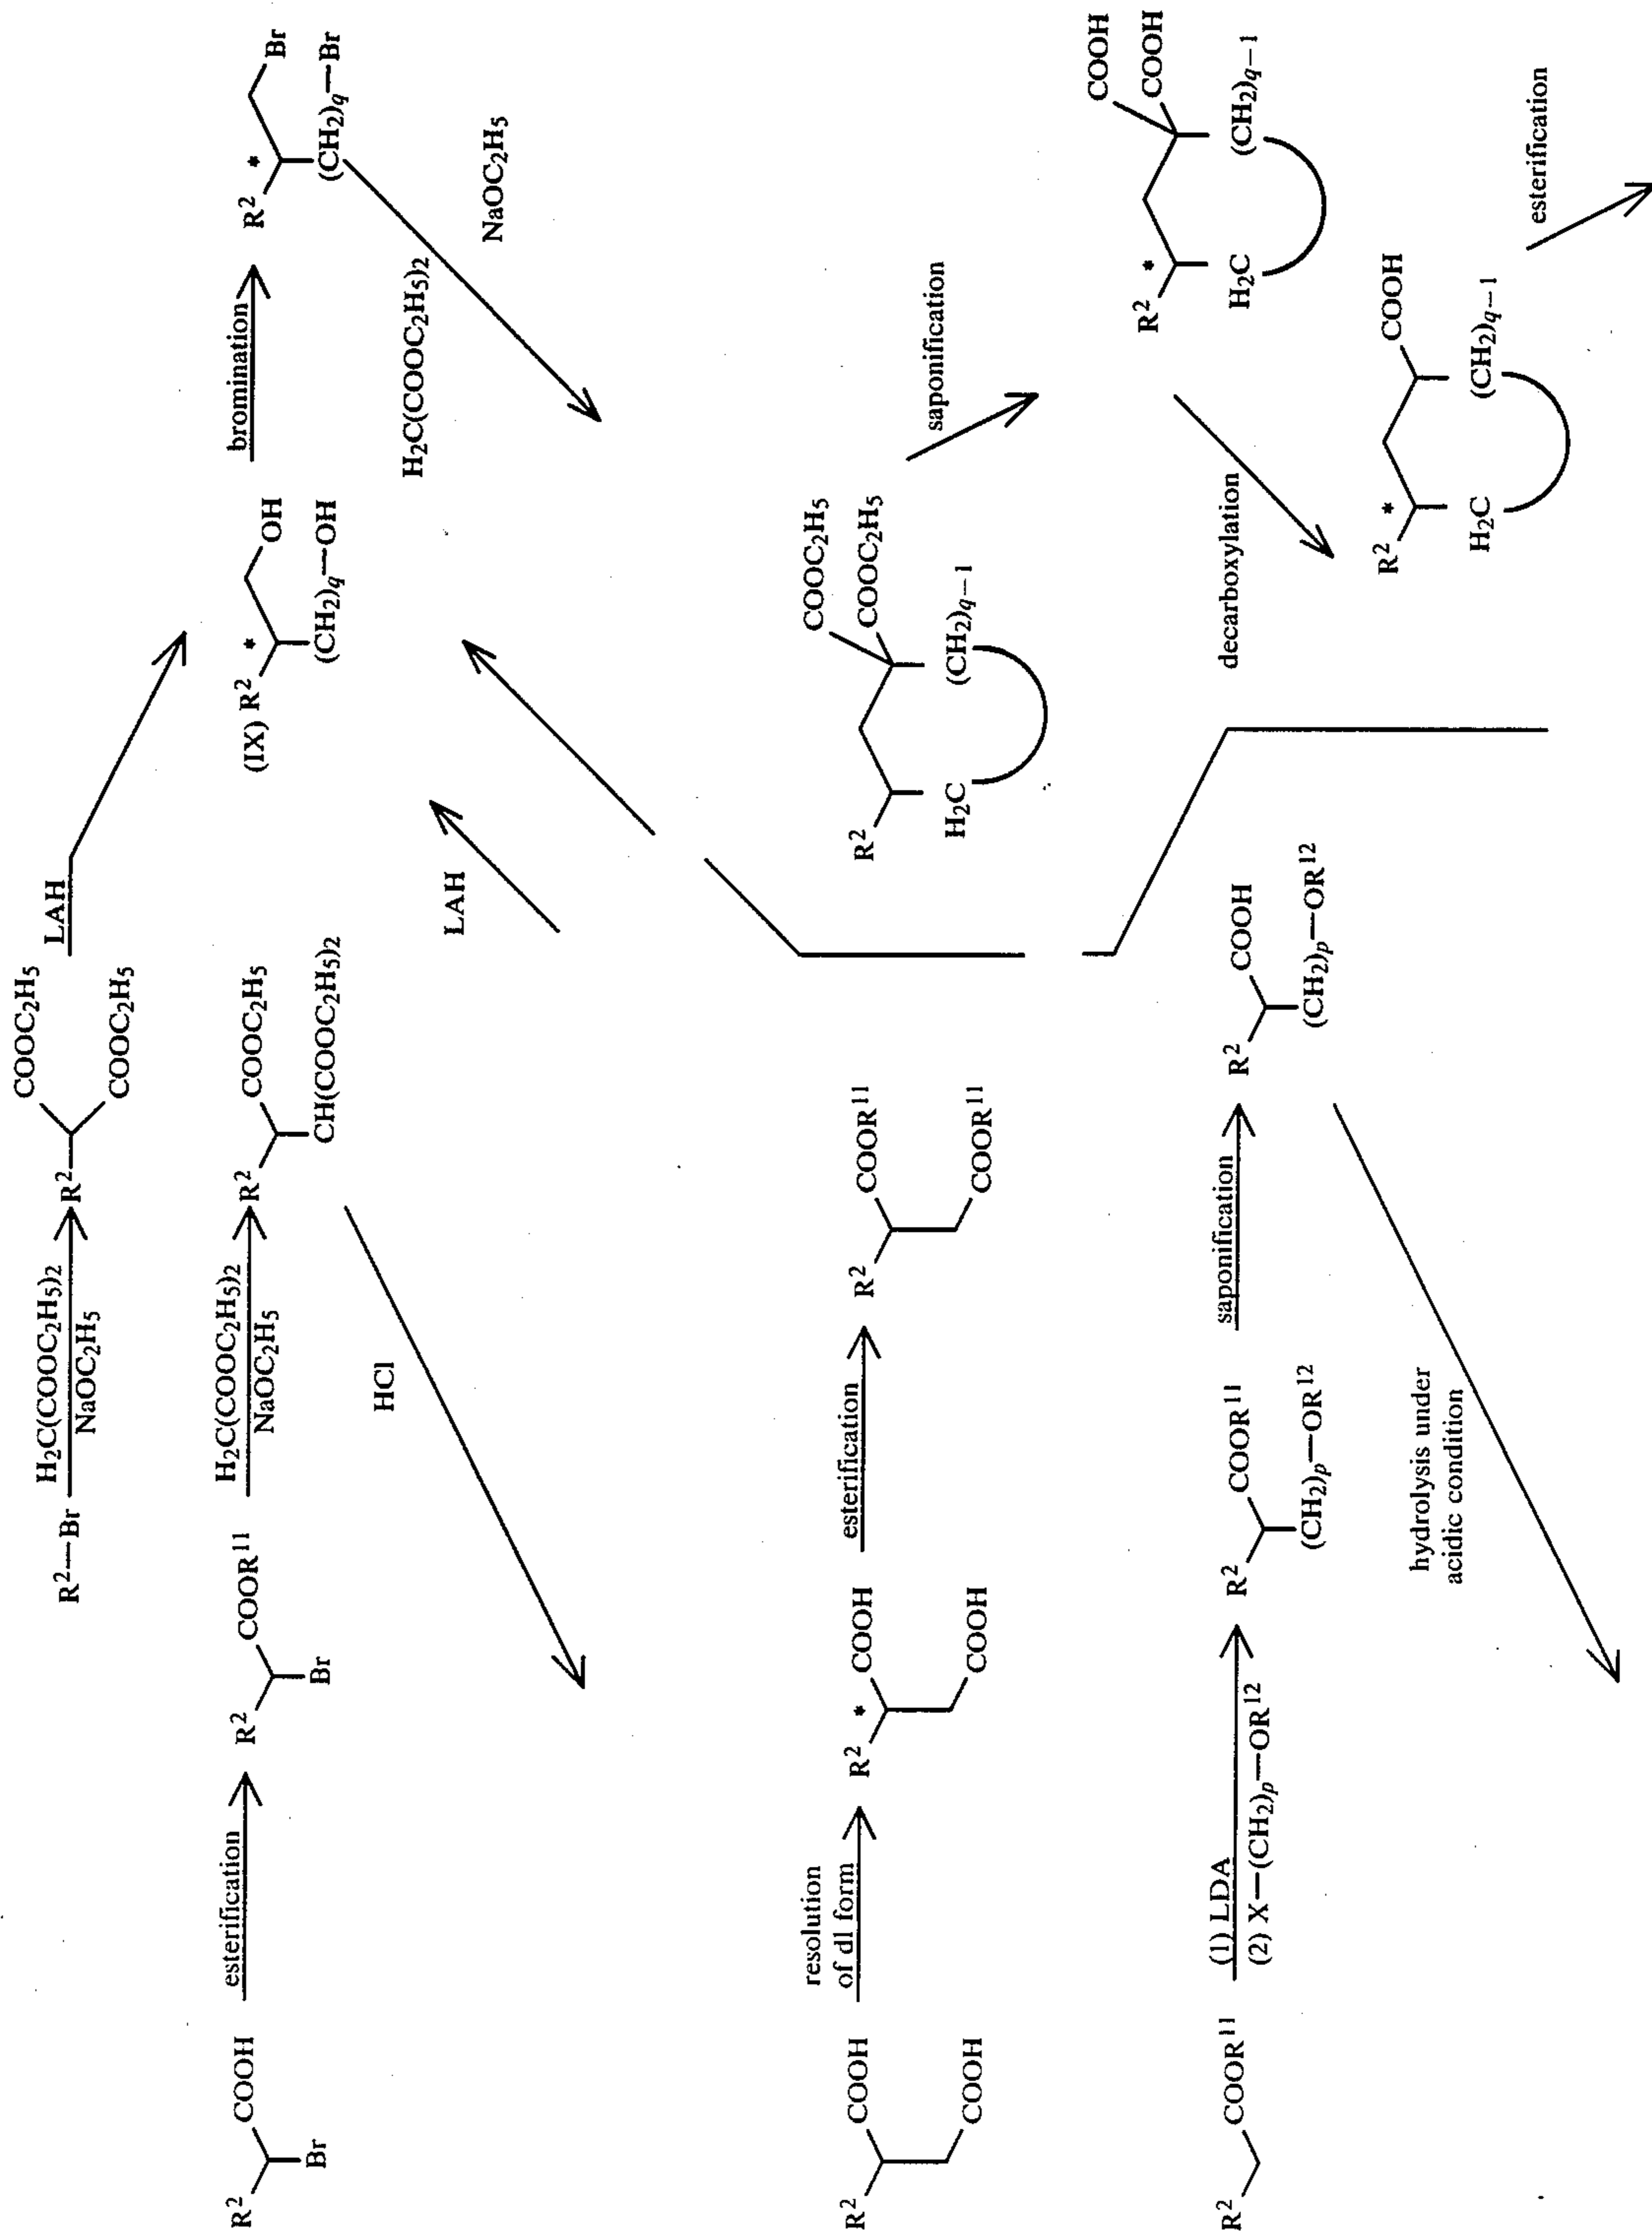 R²—Br
H₂C(COOC₂H₅)₂
NaOC₂H₅
R²
COOC₂H₅
COOC₂H₅
LAH
R²
COOH
Br
esterification
R²
COOR¹¹
Br
H₂C(COOC₂H₅)₂
NaOC₂H₅
R²
COOC₂H₅
CH(COOC₂H₅)₂
(IX)
R²
*
OH
(CH₂)q—OH
bromination
R²
*
Br
(CH₂)q—Br
HCl
LAH
H₂C(COOC₂H₅)₂
NaOC₂H₅
R²
COOH
COOH
resolution
of dl form
R²
*
COOH
COOH
esterification
R²
COOR¹¹
COOR¹¹
R²
COOC₂H₅
COOC₂H₅
H₂C
(CH₂)q−1
saponification
R²
*
COOH
COOH
H₂C
(CH₂)q−1
R²
COOR¹¹
(1) LDA
(2) X—(CH₂)p—OR¹²
R²
COOR¹¹
(CH₂)p—OR¹²
saponification
R²
COOH
(CH₂)p—OR¹²
decarboxylation
R²
*
COOH
H₂C
(CH₂)q−1
esterification
hydrolysis under
acidic condition